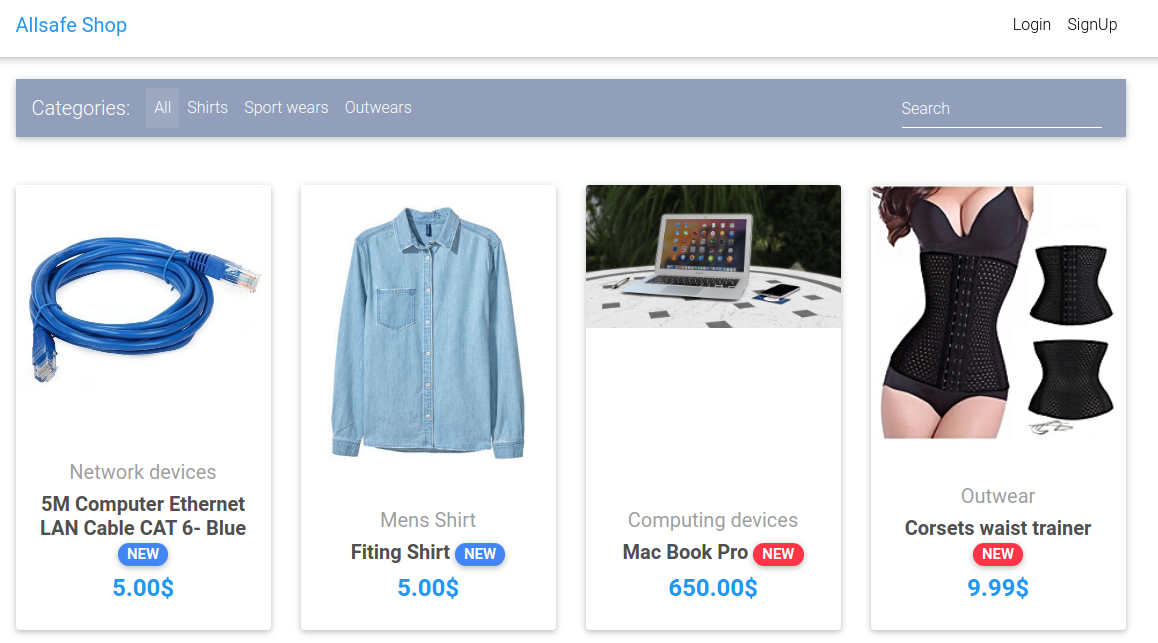 Allsafe Shop
Login SignUp
Categories: All Shirts Sport wears Outwears Search
Network devices
5M Computer Ethernet
LAN Cable CAT 6- Blue
NEW
5.00$
Mens Shirt
Fiting Shirt NEW
5.00$
Computing devices
Mac Book Pro NEW
650.00$
Outwear
Corsets waist trainer
NEW
9.99$